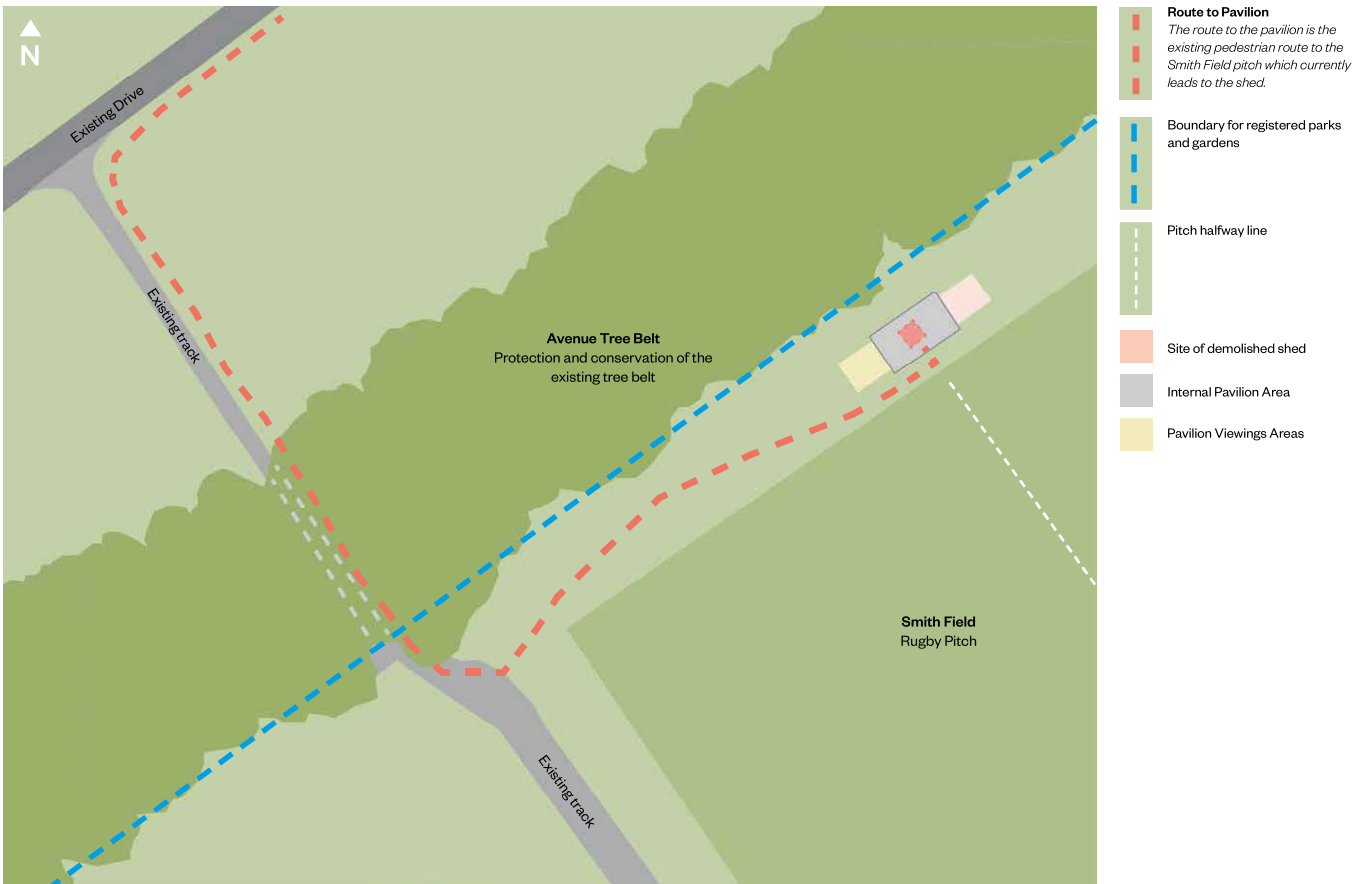 N
Existing Drive
Existing track
Avenue Tree Belt
Protection and conservation of the
existing tree belt
Smith Field
Rugby Pitch
Existing track
Route to Pavilion
The route to the pavilion is the
existing pedestrian route to the
Smith Field pitch which currently
leads to the shed.
Boundary for registered parks
and gardens
Pitch halfway line
Site of demolished shed
Internal Pavilion Area
Pavilion Viewings Areas